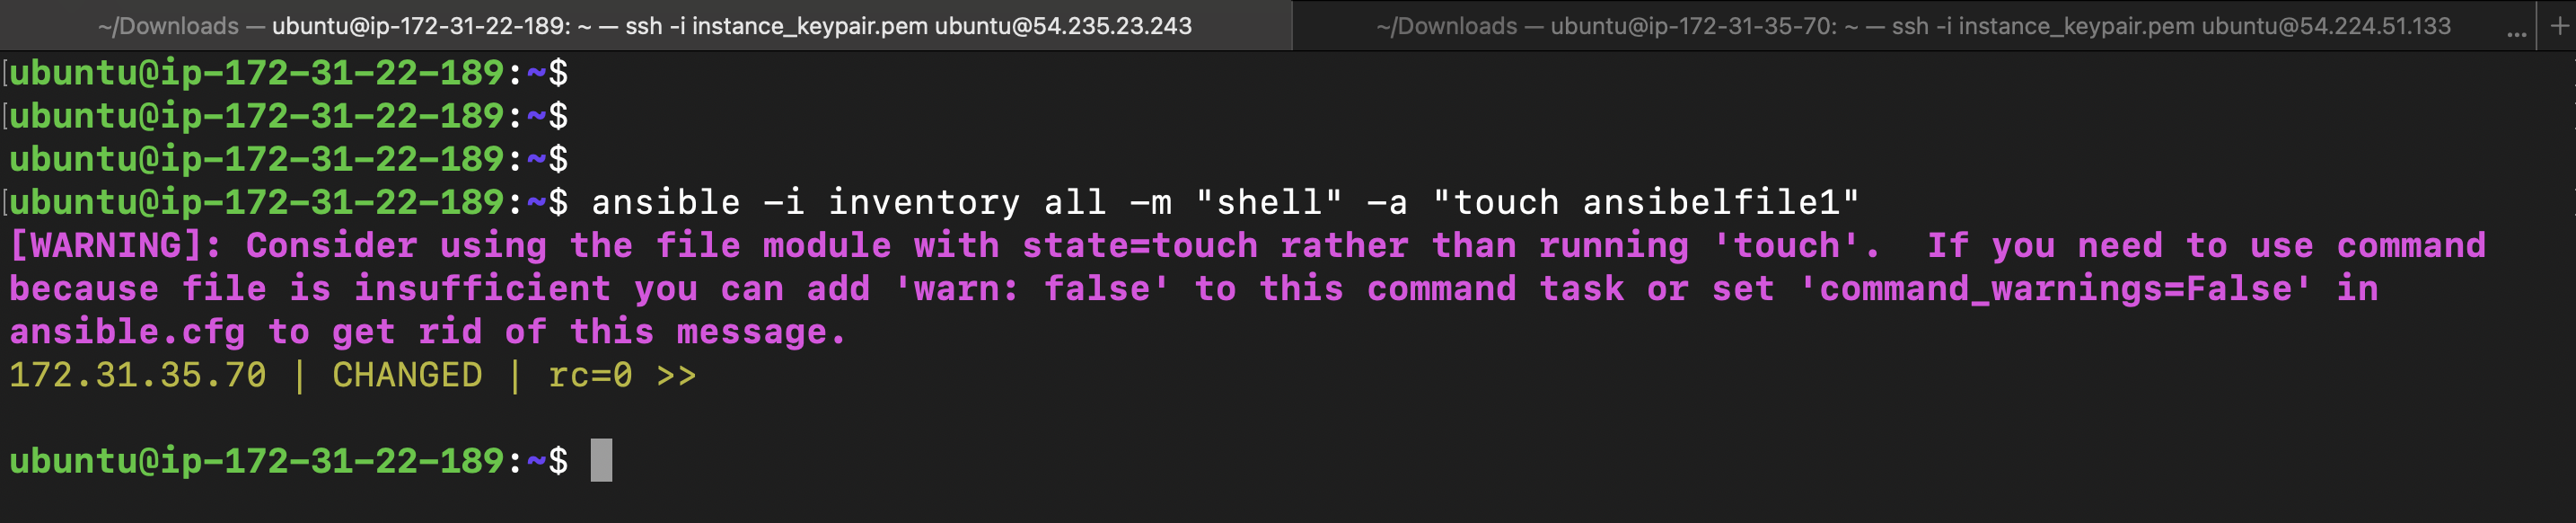 ~/Downloads — ubuntu@ip-172-31-22-189: ~ — ssh -i instance_keypair.pem ubuntu@54.235.23.243
~/Downloads — ubuntu@ip-172-31-35-70: ~ — ssh -i instance_keypair.pem ubuntu@54.224.51.133 ... +
[ubuntu@ip-172-31-22-189:~$
[ubuntu@ip-172-31-22-189:~$
ubuntu@ip-172-31-22-189:~$
[ubuntu@ip-172-31-22-189:~$ ansible -i inventory all -m "shell" -a "touch ansibelfile1"
[WARNING]: Consider using the file module with state=touch rather than running 'touch'.  If you need to use command
because file is insufficient you can add 'warn: false' to this command task or set 'command_warnings=False' in
ansible.cfg to get rid of this message.
172.31.35.70 | CHANGED | rc=0 >>
ubuntu@ip-172-31-22-189:~$